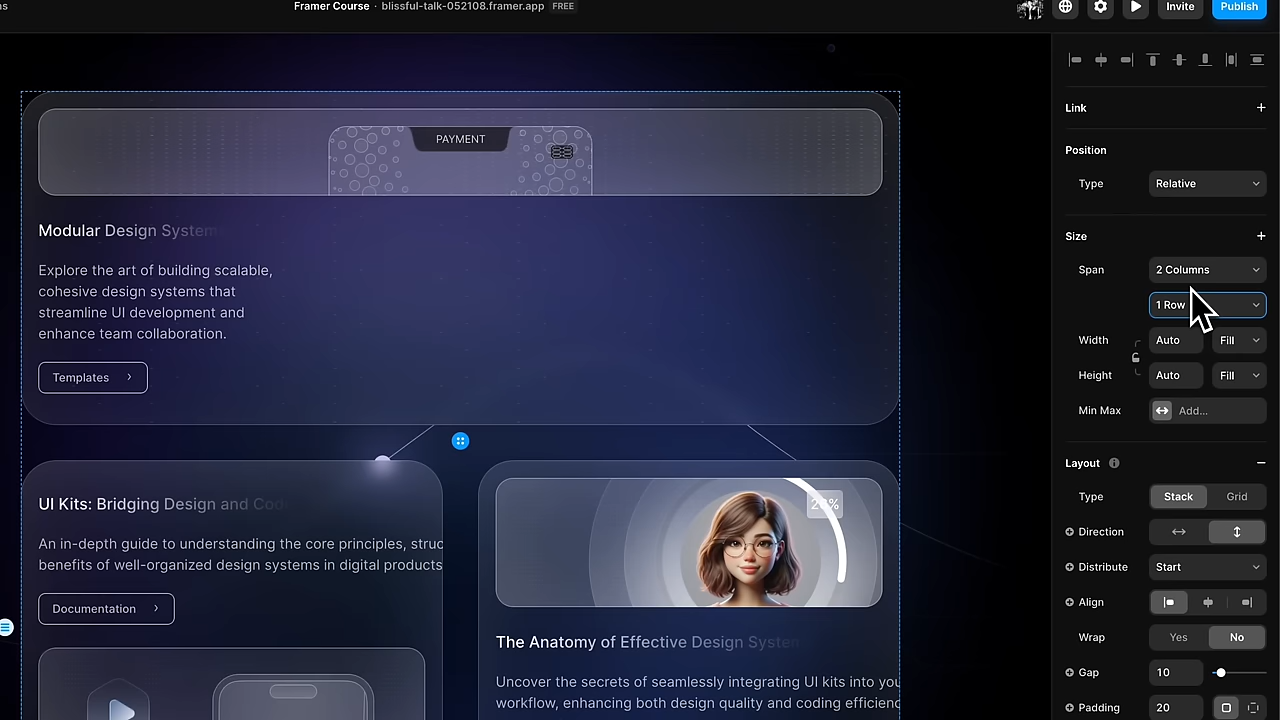 Framer Course • blissful-talk-052108.framer.app FREE
Invite
Publish
PAYMENT
Modular Design System
Explore the art of building scalable,
cohesive design systems that
streamline UI development and
enhance team collaboration.
Templates
UI Kits: Bridging Design and Code
An in-depth guide to understanding the core principles, struc
benefits of well-organized design systems in digital products
Documentation
The Anatomy of Effective Design System
Uncover the secrets of seamlessly integrating UI kits into you
workflow, enhancing both design quality and coding efficienc
Link
Position
Type Relative
Size
Span 2 Columns
1 Row
Width Auto Fill
Height Auto Fill
Min Max Add...
Layout
Type Stack Grid
Direction
Distribute Start
Align
Wrap Yes No
Gap 10
Padding 20